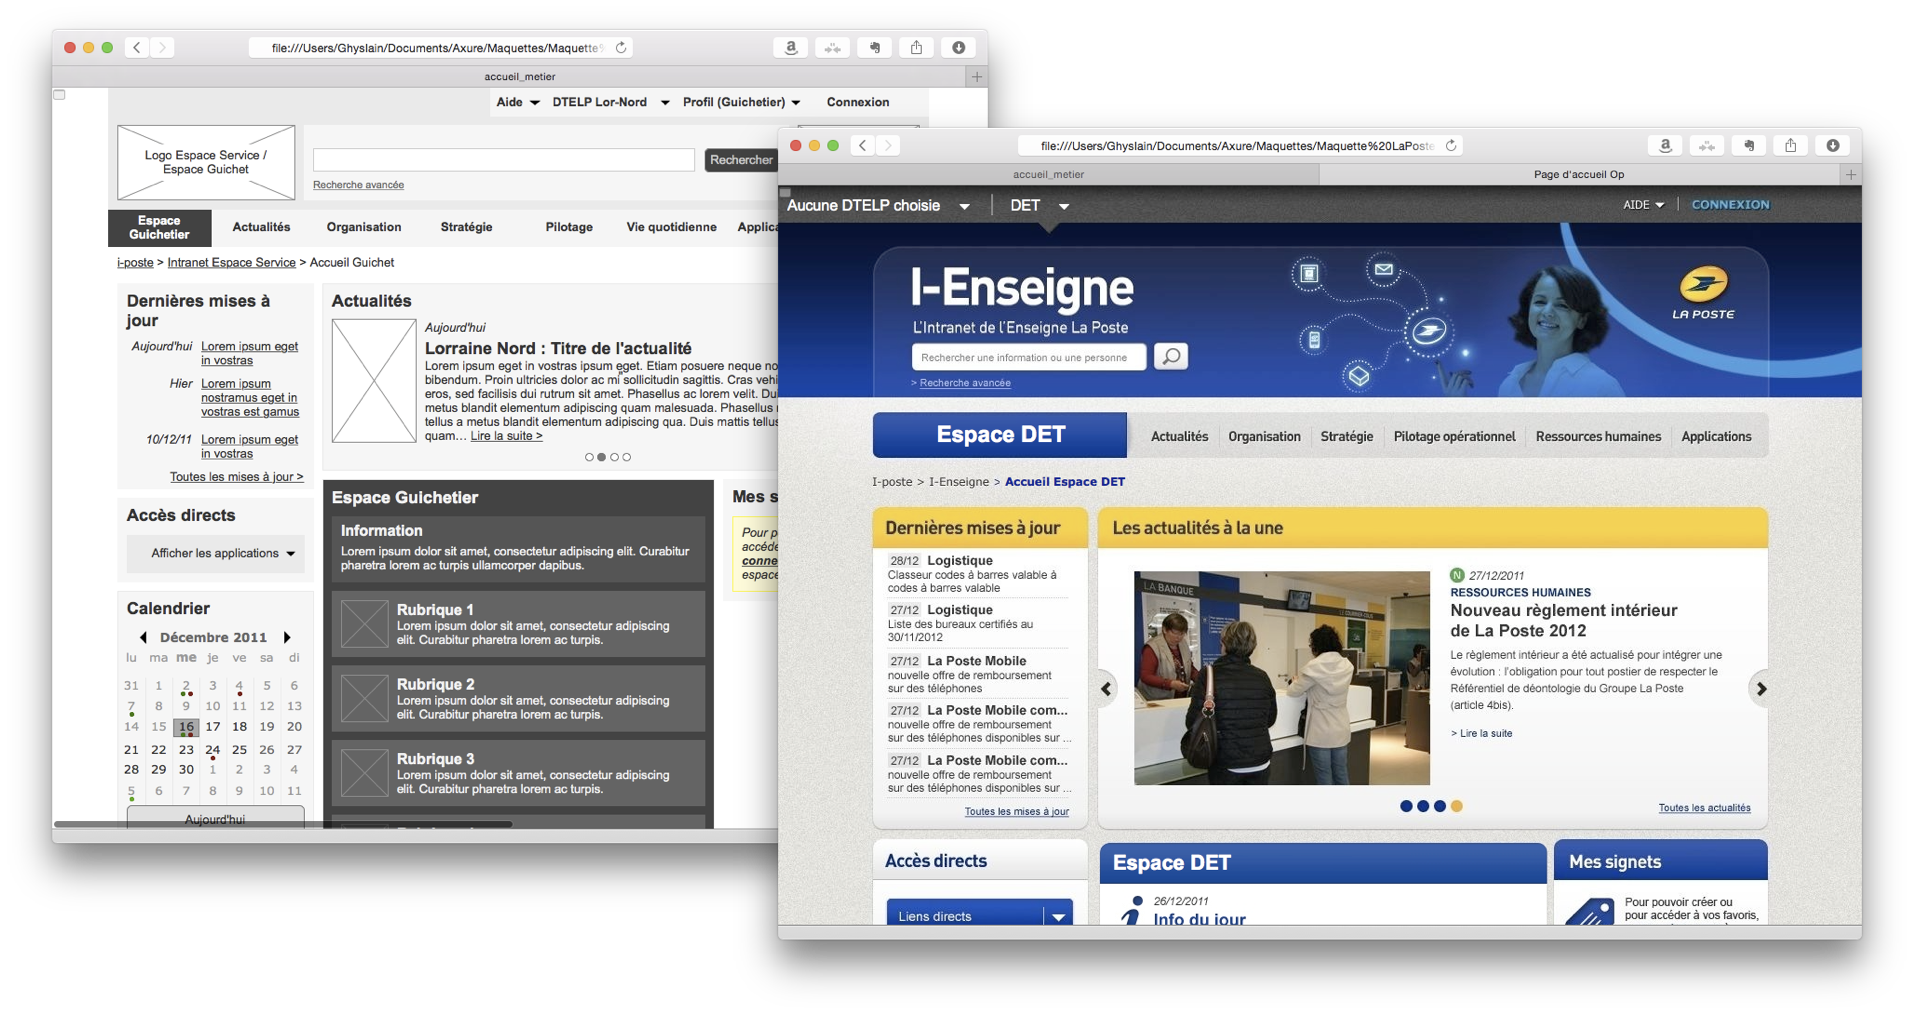 file:///Users/Ghyslain/Documents/Axure/Maquettes/Maquette%
accueil_metier
Aide
DTELP Lor-Nord
Profil (Guichetier)
Connexion
Logo Espace Service /
Espace Guichet
Rechercher
Recherche avancée
Espace
Guichetier
Actualités
Organisation
Stratégie
Pilotage
Vie quotidienne
Applica
i-poste > Intranet Espace Service > Accueil Guichet
Dernières mises à
jour
Aujourd'hui Lorem ipsum eget
in vostras
Hier Lorem ipsum
nostramus eget in
vostras est gamus
10/12/11 Lorem ipsum eget
in vostras
Toutes les mises à jour >
Accès directs
Afficher les applications
Calendrier
Décembre 2011
lu ma me je ve sa di
31 1 2 3 4 5 6
7 8 9 10 11 12 13
14 15 16 17 18 19 20
21 22 23 24 25 26 27
28 29 30 1 2 3 4
5 6 7 8 9 10 11
Aujourd'hui
Actualités
Aujourd'hui
Lorraine Nord : Titre de l'actualité
Lorem ipsum eget in vostras ipsum eget. Etiam posuere neque no
bibendum. Proin ultricies dolor ac mi sollicitudin sagittis. Cras vehi
eros, sed facilisis dui rutrum sit amet. Phasellus ac lorem velit. Du
metus blandit elementum adipiscing quam malesuada. Phasellus
tellus a metus blandit elementum adipiscing qua. Duis mattis tellus
quam… Lire la suite >
Espace Guichetier
Information
Lorem ipsum dolor sit amet, consectetur adipiscing elit. Curabitur
pharetra lorem ac turpis ullamcorper dapibus.
Rubrique 1
Lorem ipsum dolor sit amet, consectetur adipiscing
elit. Curabitur pharetra lorem ac turpis.
Rubrique 2
Lorem ipsum dolor sit amet, consectetur adipiscing
elit. Curabitur pharetra lorem ac turpis.
Rubrique 3
Lorem ipsum dolor sit amet, consectetur adipiscing
elit. Curabitur pharetra lorem ac turpis.
Mes s
Pour p
accéde
conne
espace
file:///Users/Ghyslain/Documents/Axure/Maquettes/Maquette%20LaPoste
accueil_metier
Page d'accueil Op
Aucune DTELP choisie
DET
AIDE
CONNEXION
I-Enseigne
L'Intranet de l'Enseigne La Poste
Rechercher une information ou une personne
> Recherche avancée
LA POSTE
Espace DET
Actualités
Organisation
Stratégie
Pilotage opérationnel
Ressources humaines
Applications
I-poste > I-Enseigne > Accueil Espace DET
Dernières mises à jour
28/12 Logistique
Classeur codes à barres valable à
codes à barres valable
27/12 Logistique
Liste des bureaux certifiés au
30/11/2012
27/12 La Poste Mobile
nouvelle offre de remboursement
sur des téléphones
27/12 La Poste Mobile com...
nouvelle offre de remboursement
sur des téléphones disponibles sur ...
27/12 La Poste Mobile com...
nouvelle offre de remboursement
sur des téléphones disponibles sur ...
Toutes les mises à jour
Les actualités à la une
LA BANQUE
N 27/12/2011
RESSOURCES HUMAINES
Nouveau règlement intérieur
de La Poste 2012
Le règlement intérieur a été actualisé pour intégrer une
évolution : l'obligation pour tout postier de respecter le
Référentiel de déontologie du Groupe La Poste
(article 4bis).
> Lire la suite
Toutes les actualités
Accès directs
Liens directs
Espace DET
26/12/2011
Info du jour
Mes signets
Pour pouvoir créer ou
pour accéder à vos favoris,